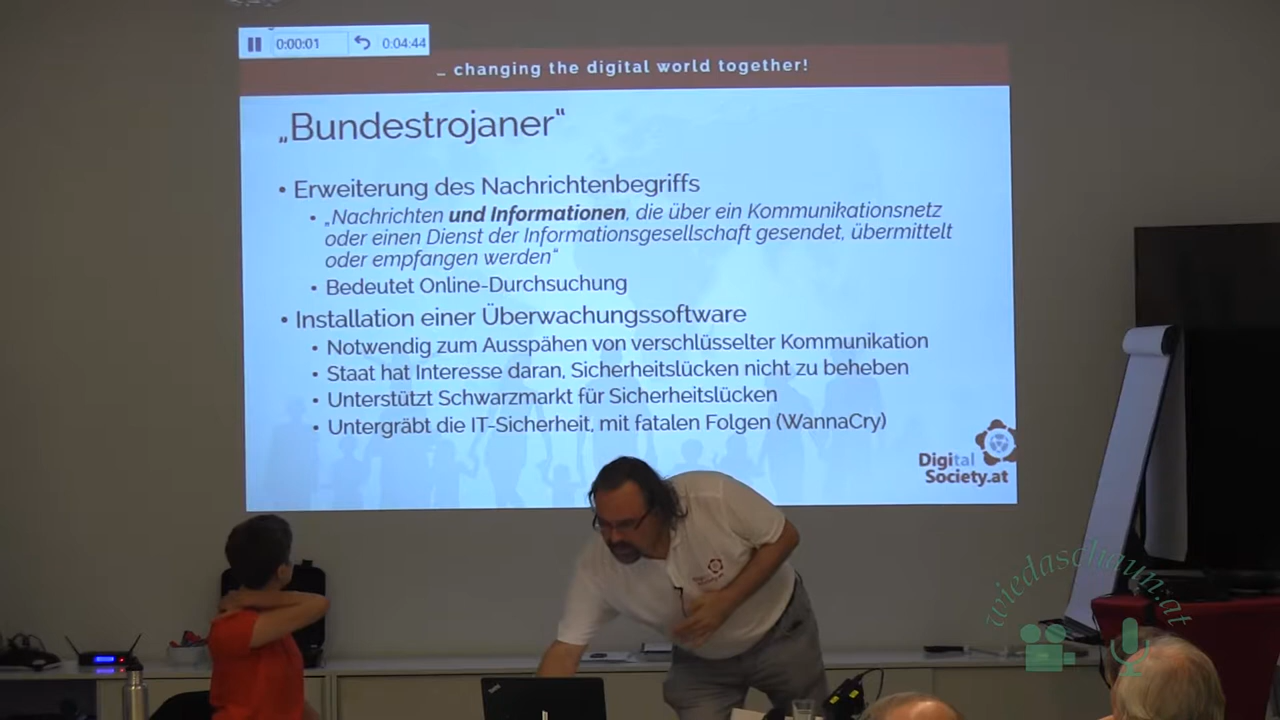 0:00:01 0:04:44
… changing the digital world together!
„Bundestrojaner“
• Erweiterung des Nachrichtenbegriffs
• „Nachrichten und Informationen, die über ein Kommunikationsnetz
oder einen Dienst der Informationsgesellschaft gesendet, übermittelt
oder empfangen werden“
• Bedeutet Online-Durchsuchung
• Installation einer Überwachungssoftware
• Notwendig zum Ausspähen von verschlüsselter Kommunikation
• Staat hat Interesse daran, Sicherheitslücken nicht zu beheben
• Unterstützt Schwarzmarkt für Sicherheitslücken
• Untergräbt die IT-Sicherheit, mit fatalen Folgen (WannaCry)
Digital
Society.at
wiedaschaun.at